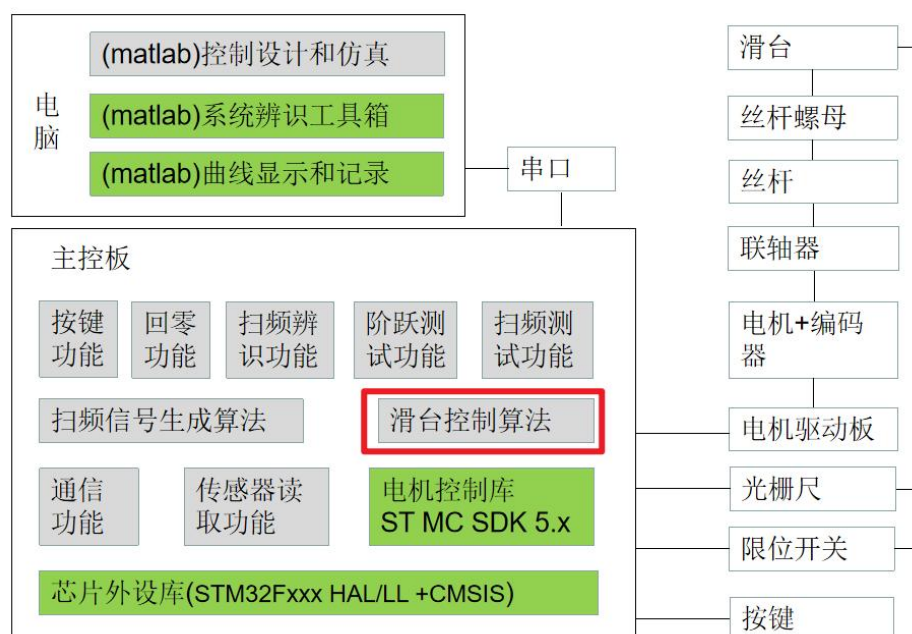 电
脑
(matlab)控制设计和仿真
(matlab)系统辨识工具箱
(matlab)曲线显示和记录
串口
主控板
按键
功能
回零
功能
扫频辨
识功能
阶跃测
试功能
扫频测
试功能
扫频信号生成算法
滑台控制算法
通信
功能
传感器读
取功能
电机控制库
ST MC SDK 5.x
芯片外设库(STM32Fxxx HAL/LL +CMSIS)
滑台
丝杆螺母
丝杆
联轴器
电机+编码
器
电机驱动板
光栅尺
限位开关
按键